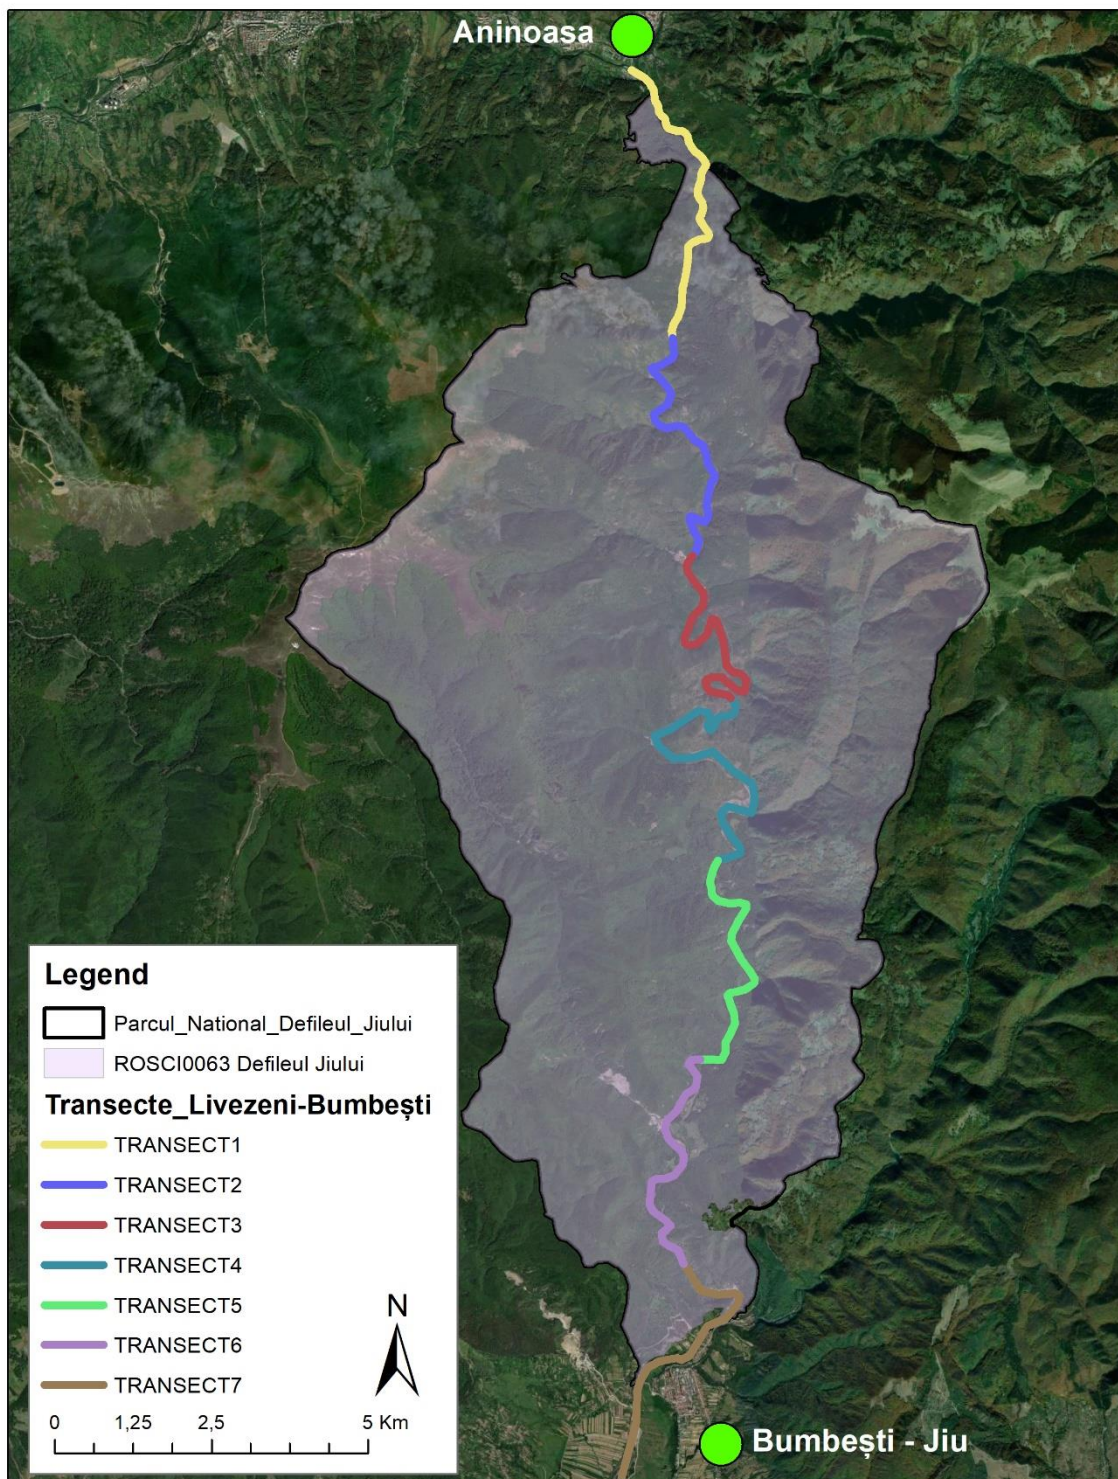 Aninoasa
Legend
Parcul_National_Defileul_Jiului
ROSCI0063 Defileul Jiului
Transecte_Livezeni-Bumbești
TRANSECT1
TRANSECT2
TRANSECT3
TRANSECT4
TRANSECT5
TRANSECT6
TRANSECT7
N
0 1,25 2,5 5 Km
Bumbești - Jiu